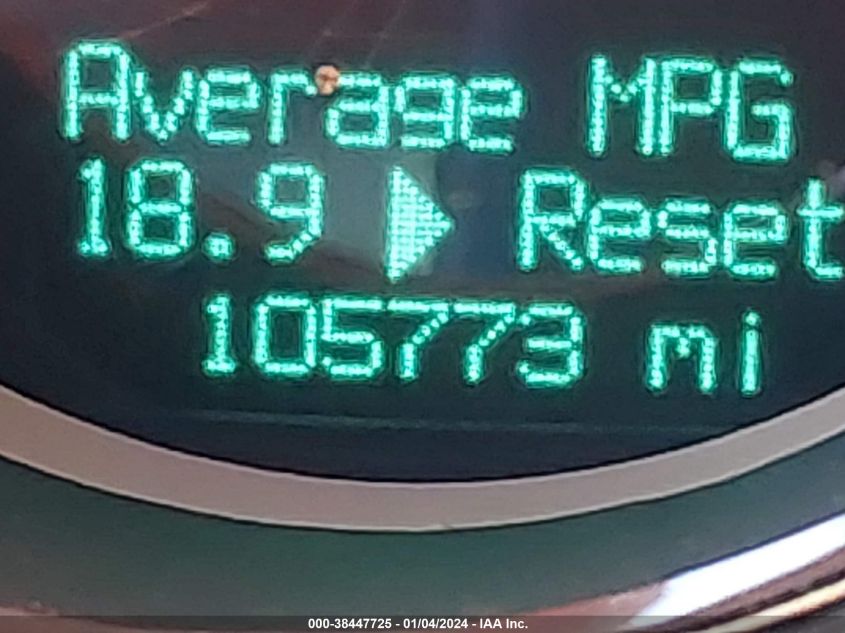 Average MPG
18.9 ▶ Reset
105773 mi
000-38447725 - 01/04/2024 - IAA Inc.